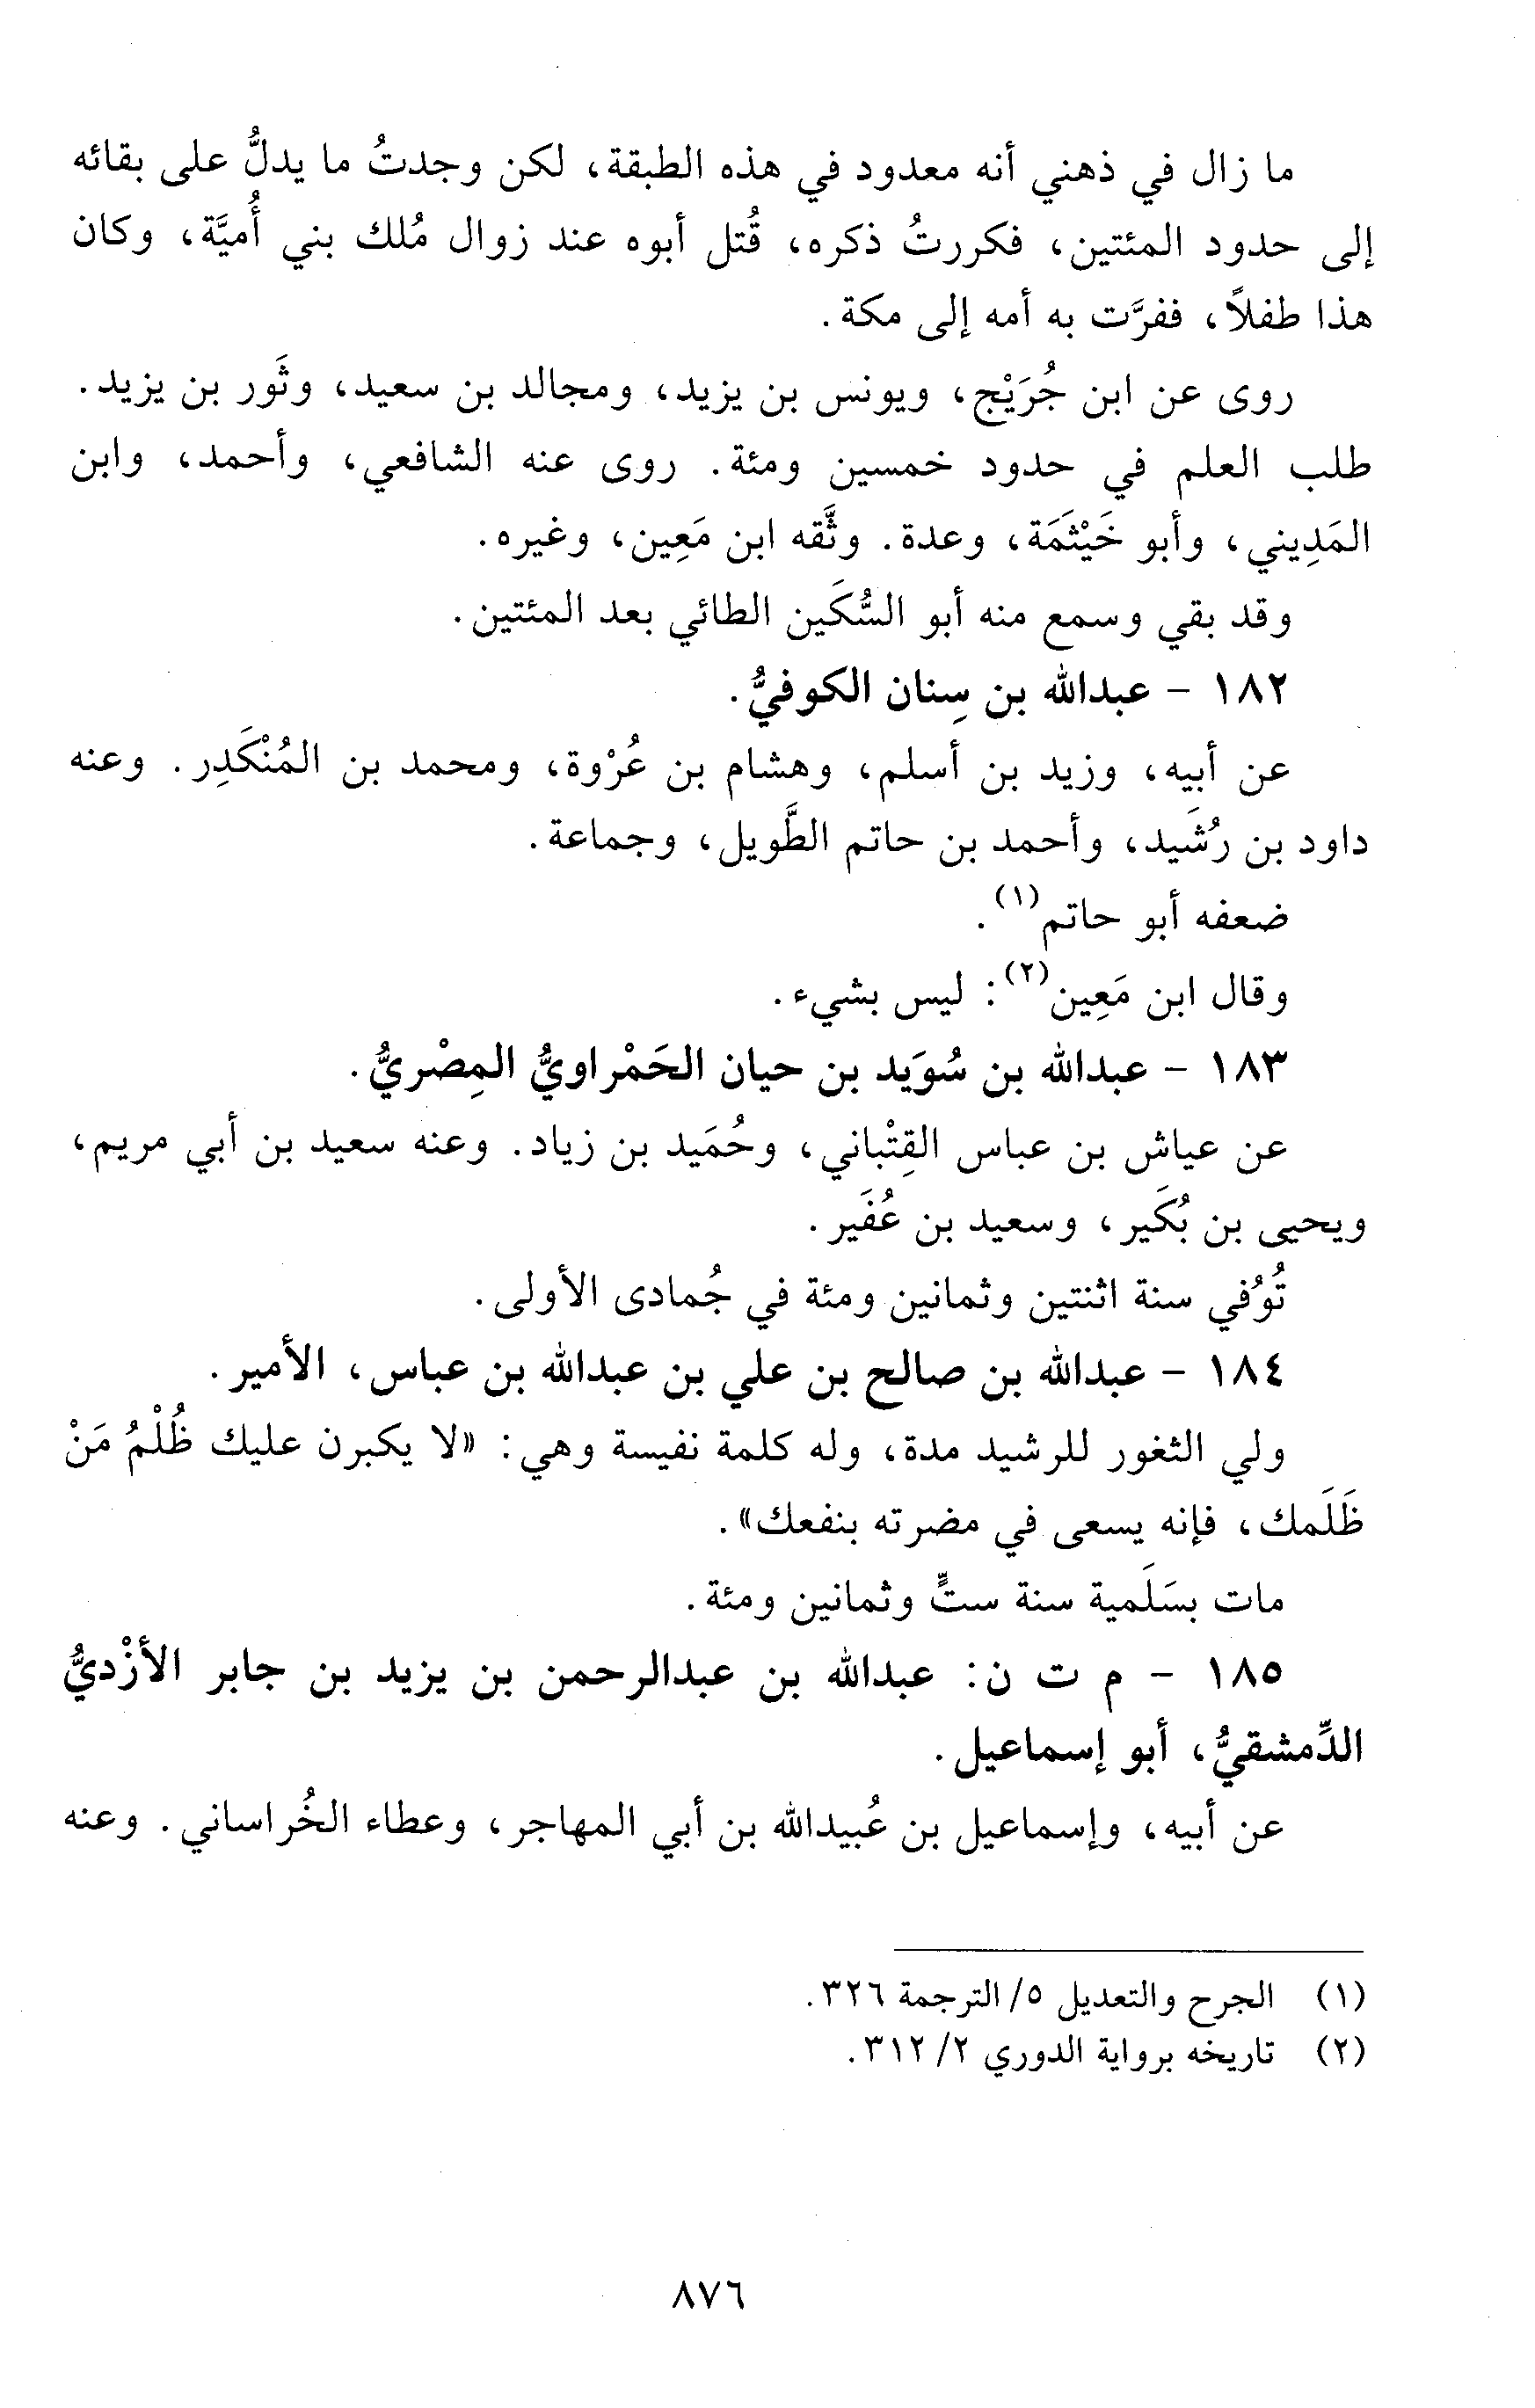 ما زال في ذهني أنه معدود في هذه الطبقة، لكن وجدتُ ما يدلُّ على بقائه
إلى حدود المئتين، فكررتُ ذكره، قُتل أبوه عند زوال مُلك بني أُميَّة، وكان
هذا طفلاً، ففرَّت به أمه إلى مكة.
روى عن ابن جُرَيْج، ويونس بن يزيد، ومجالد بن سعيد، وثَور بن يزيد.
طلب العلم في حدود خمسين ومئة. روى عنه الشافعي، وأحمد، وابن
المَدِيني، وأبو خَيْثَمَة، وعدة. وثَّقه ابن مَعِين، وغيره.
وقد بقي وسمع منه أبو السُّكَين الطائي بعد المئتين.
١٨٢ - عبدالله بن سِنان الكوفيُّ.
عن أبيه، وزيد بن أسلم، وهشام بن عُرْوة، ومحمد بن المُنْكَدِر. وعنه
داود بن رُشَيد، وأحمد بن حاتم الطَّويل، وجماعة.
ضعفه أبو حاتم(١).
وقال ابن مَعِين(٢): ليس بشيء.
١٨٣ - عبدالله بن سُوَيد بن حيان الحَمْراويُّ المِصْريُّ.
عن عياش بن عباس القِتْباني، وحُمَيد بن زياد. وعنه سعيد بن أبي مريم،
ويحيى بن بُكَير، وسعيد بن عُفَير.
تُوُفي سنة اثنتين وثمانين ومئة في جُمادى الأولى.
١٨٤ - عبدالله بن صالح بن علي بن عبدالله بن عباس، الأمير.
ولي الثغور للرشيد مدة، وله كلمة نفيسة وهي: «لا يكبرن عليك ظُلْمُ مَنْ
ظَلَمك، فإنه يسعى في مضرته بنفعك».
مات بسَلَمية سنة ستٍّ وثمانين ومئة.
١٨٥ - م ت ن: عبدالله بن عبدالرحمن بن يزيد بن جابر الأزْديُّ
الدِّمشقيُّ، أبو إسماعيل.
عن أبيه، وإسماعيل بن عُبيدالله بن أبي المهاجر، وعطاء الخُراساني. وعنه
(١) الجرح والتعديل ٥/ الترجمة ٣٢٦.
(٢) تاريخه برواية الدوري ٢/ ٣١٢.
٨٧٦